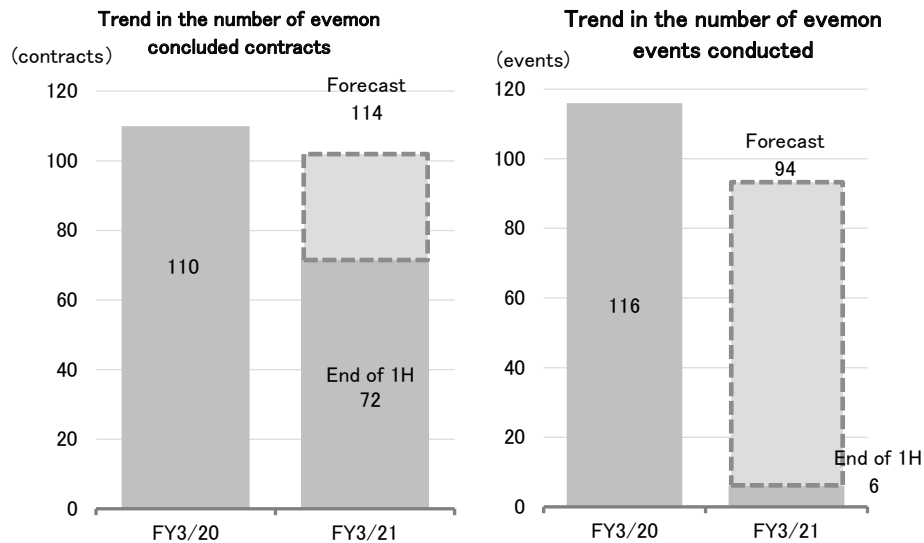 Trend in the number of evemon
concluded contracts
(contracts)
120
100
80
60
40
20
0
Forecast
114
110
End of 1H
72
FY3/20
FY3/21
Trend in the number of evemon
events conducted
(events)
120
100
80
60
40
20
0
Forecast
94
116
End of 1H
6
FY3/20
FY3/21